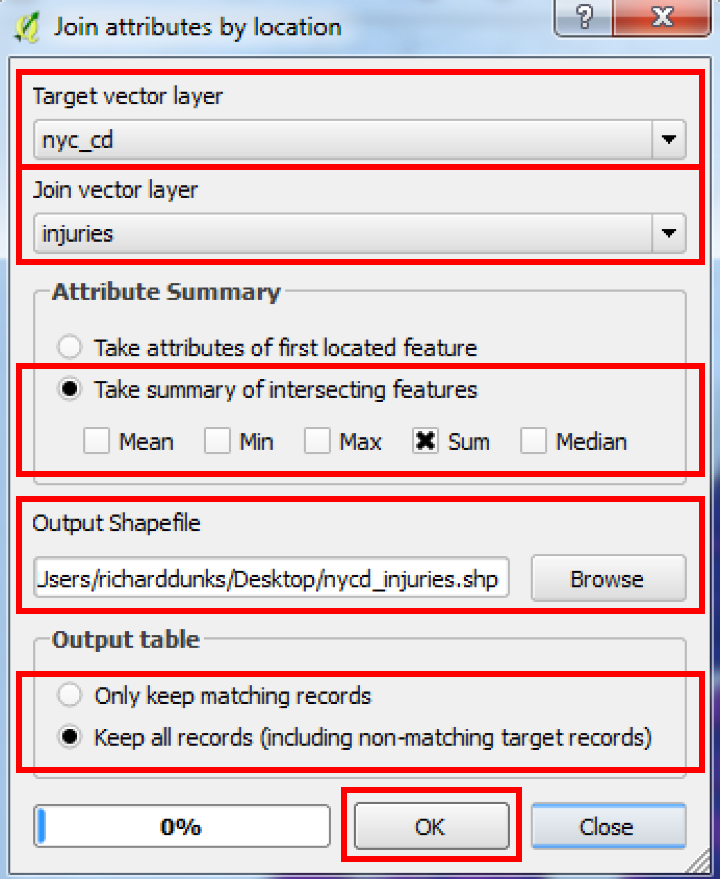 Join attributes by location
?
X
Target vector layer
nyc_cd
Join vector layer
injuries
Attribute Summary
Take attributes of first located feature
Take summary of intersecting features
Mean Min Max Sum Median
Output Shapefile
Jsers/richarddunks/Desktop/nycd_injuries.shp Browse
Output table
Only keep matching records
Keep all records (including non-matching target records)
0% OK Close